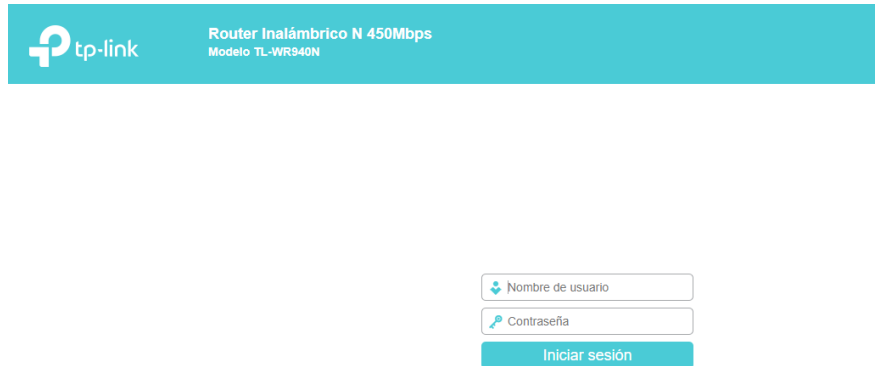 tp-link
Router Inalámbrico N 450Mbps
Modelo TL-WR940N
Nombre de usuario
Contraseña
Iniciar sesión